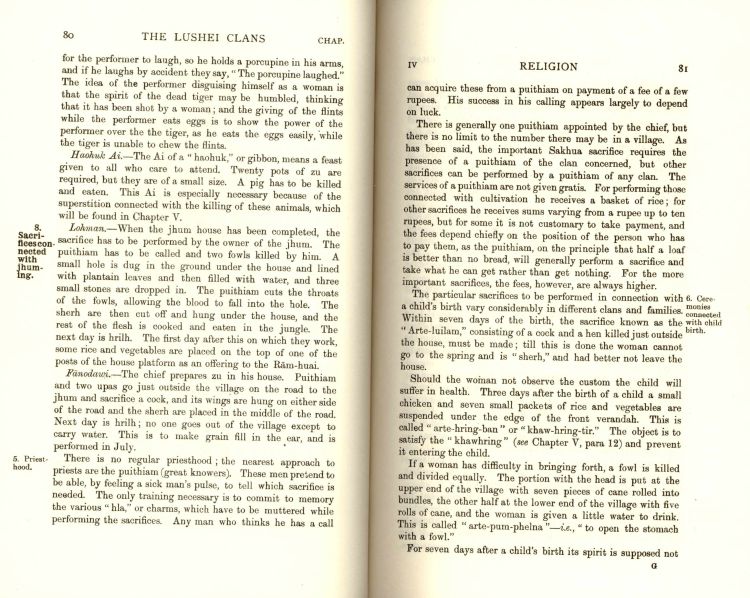 80
THE LUSHEI CLANS
CHAP.
for the performer to laugh, so he holds a porcupine in his arms,
and if he laughs by accident they say, "The porcupine laughed."
The idea of the performer disguising himself as a woman is
that the spirit of the dead tiger may be humbled, thinking
that it has been shot by a woman; and the giving of the flints
while the performer eats eggs is to show the power of the
performer over the the tiger, as he eats the eggs easily, while
the tiger is unable to chew the flints.
Haohuk Ai.—The Ai of a "haohuk," or gibbon, means a feast
given to all who care to attend. Twenty pots of zu are
required, but they are of a small size. A pig has to be killed
and eaten. This Ai is especially necessary because of the
superstition connected with the killing of these animals, which
will be found in Chapter V.
8.
Sacri-
fices con-
nected
with
jhum-
ing.
Lohman.—When the jhum house has been completed, the
sacrifice has to be performed by the owner of the jhum. The
puithiam has to be called and two fowls killed by him. A
small hole is dug in the ground under the house and lined
with plantain leaves and then filled with water, and three
small stones are dropped in. The puithiam cuts the throats
of the fowls, allowing the blood to fall into the hole. The
sherh are then cut off and hung under the house, and the
rest of the flesh is cooked and eaten in the jungle. The
next day is hrilh. The first day after this on which they work,
some rice and vegetables are placed on the top of one of the
posts of the house platform as an offering to the Rām-huai.
Fānodawi.—The chief prepares zu in his house. Puithiam
and two upas go just outside the village on the road to the
jhum and sacrifice a cock, and its wings are hung on either side
of the road and the sherh are placed in the middle of the road.
Next day is hrilh; no one goes out of the village except to
carry water. This is to make grain fill in the ear, and is
performed in July.
5. Priest-
hood.
There is no regular priesthood; the nearest approach to
priests are the puithiam (great knowers). These men pretend to
be able, by feeling a sick man's pulse, to tell which sacrifice is
needed. The only training necessary is to commit to memory
the various "hla," or charms, which have to be muttered while
performing the sacrifices. Any man who thinks he has a call
IV
RELIGION
81
can acquire these from a puithiam on payment of a fee of a few
rupees. His success in his calling appears largely to depend
on luck.
There is generally one puithiam appointed by the chief, but
there is no limit to the number there may be in a village. As
has been said, the important Sakhua sacrifice requires the
presence of a puithiam of the clan concerned, but other
sacrifices can be performed by a puithiam of any clan. The
services of a puithiam are not given gratis. For performing those
connected with cultivation he receives a basket of rice; for
other sacrifices he receives sums varying from a rupee up to ten
rupees, but for some it is not customary to take payment, and
the fees depend chiefly on the position of the person who has
to pay them, as the puithiam, on the principle that half a loaf
is better than no bread, will generally perform a sacrifice and
take what he can get rather than get nothing. For the more
important sacrifices, the fees, however, are always higher.
The particular sacrifices to be performed in connection with
a child's birth vary considerably in different clans and families.
Within seven days of the birth, the sacrifice known as the
"Arte-luilam," consisting of a cock and a hen killed just outside
the house, must be made; till this is done the woman cannot
go to the spring and is "sherh," and had better not leave the
house.
6. Cere-
monies
connected
with child
birth.
Should the woman not observe the custom the child will
suffer in health. Three days after the birth of a child a small
chicken and seven small packets of rice and vegetables are
suspended under the edge of the front verandah. This is
called "arte-hring-ban" or "khaw-hring-tir." The object is to
satisfy the "khawhring" (see Chapter V, para 12) and prevent
it entering the child.
If a woman has difficulty in bringing forth, a fowl is killed
and divided equally. The portion with the head is put at the
upper end of the village with seven pieces of cane rolled into
bundles, the other half at the lower end of the village with five
rolls of cane, and the woman is given a little water to drink.
This is called "arte-pum-phelna"—i.e., "to open the stomach
with a fowl."
For seven days after a child's birth its spirit is supposed not
G